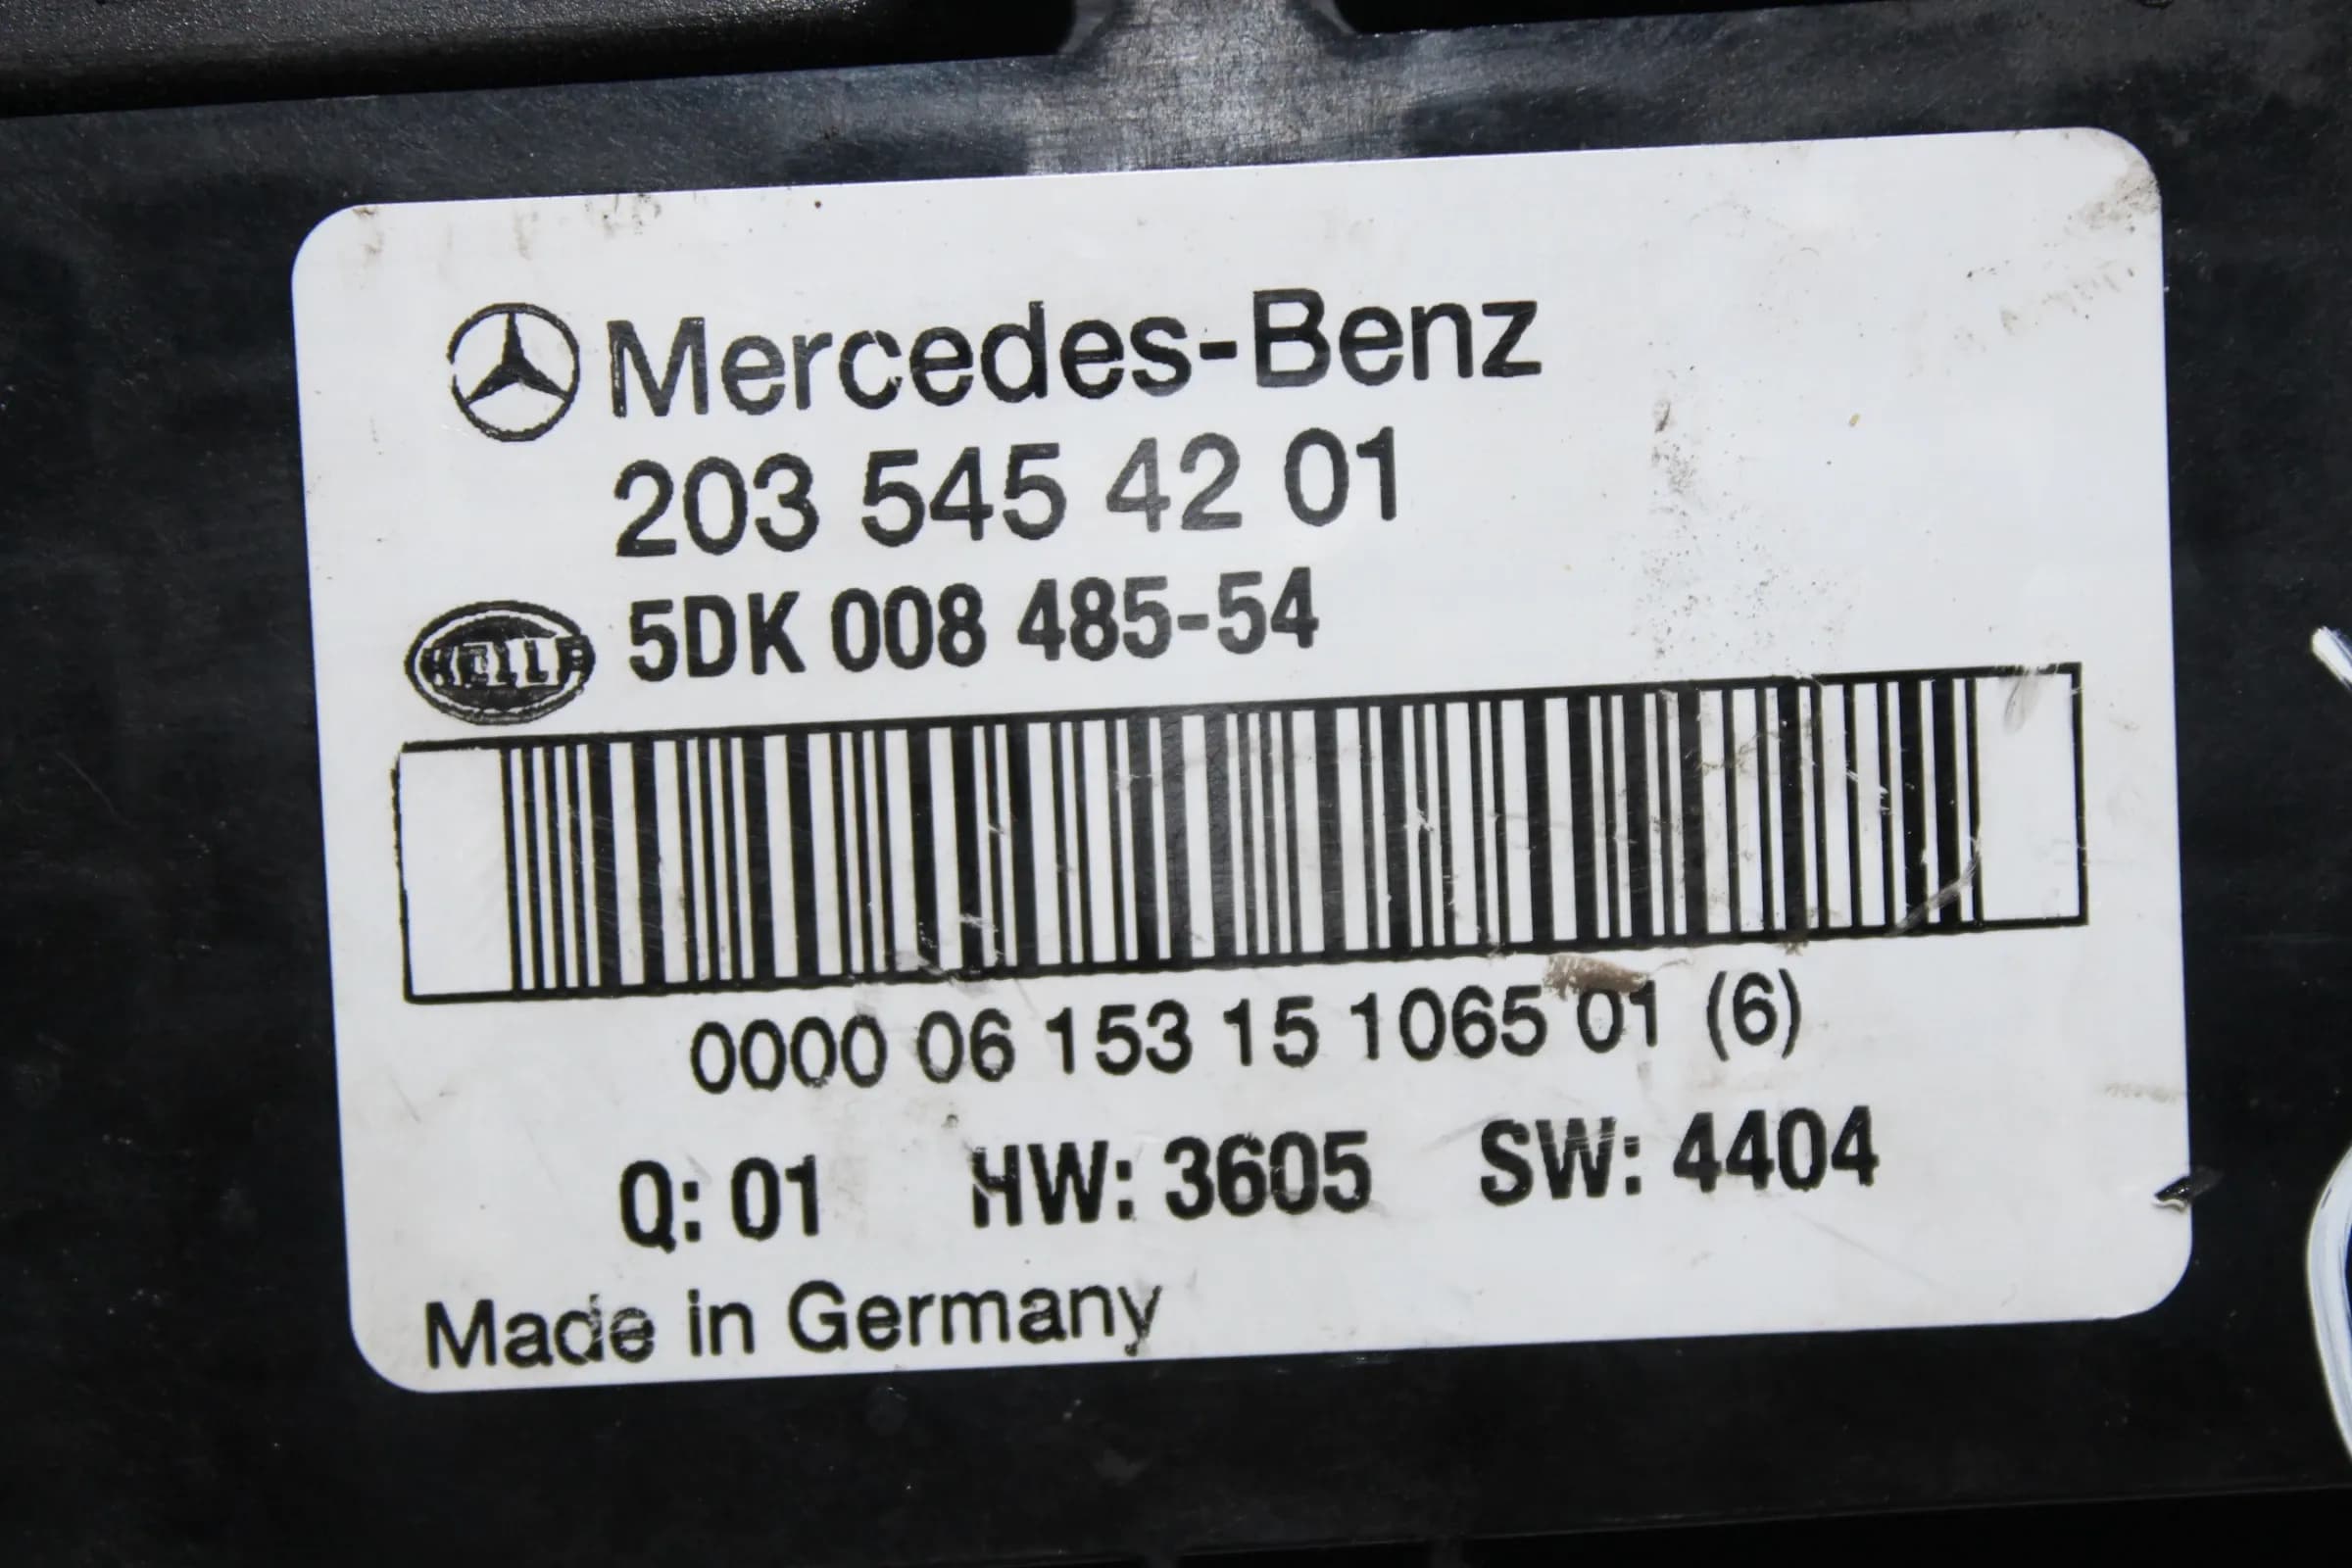 Mercedes-Benz
203 545 42 01
HELLA 5DK 008 485-54
0000 06 153 15 1065 01 (6)
Q: 01 HW: 3605 SW: 4404
Made in Germany